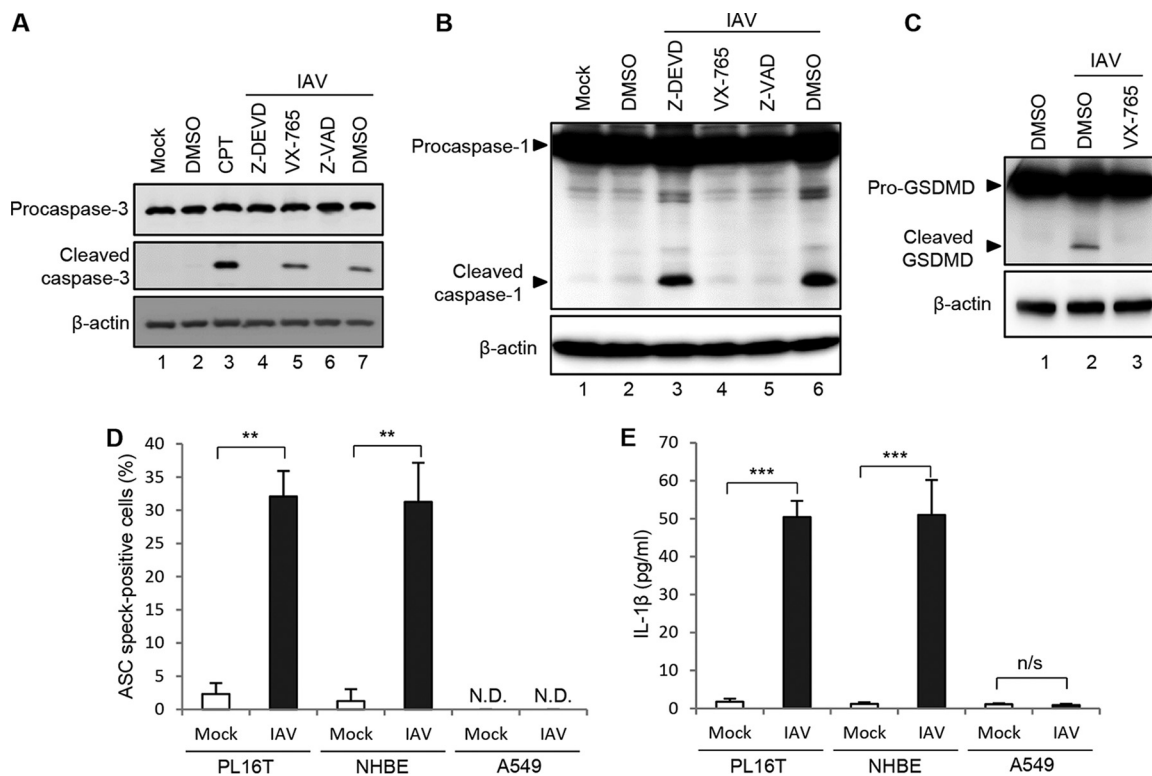 A
IAV
Mock
DMSO
CPT
Z-DEVD
VX-765
Z-VAD
DMSO
Procaspase-3
Cleaved
caspase-3
β-actin
1 2 3 4 5 6 7
B
IAV
Mock
DMSO
Z-DEVD
VX-765
Z-VAD
DMSO
Procaspase-1
Cleaved
caspase-1
β-actin
1 2 3 4 5 6
C
IAV
DMSO
DMSO
VX-765
Pro-GSDMD
Cleaved
GSDMD
β-actin
1 2 3
D
ASC speck-positive cells (%)
40
35
30
25
20
15
10
5
0
**
**
N.D. N.D.
Mock IAV Mock IAV Mock IAV
PL16T NHBE A549
E
IL-1β (pg/ml)
70
60
50
40
30
20
10
0
***
***
n/s
Mock IAV Mock IAV Mock IAV
PL16T NHBE A549